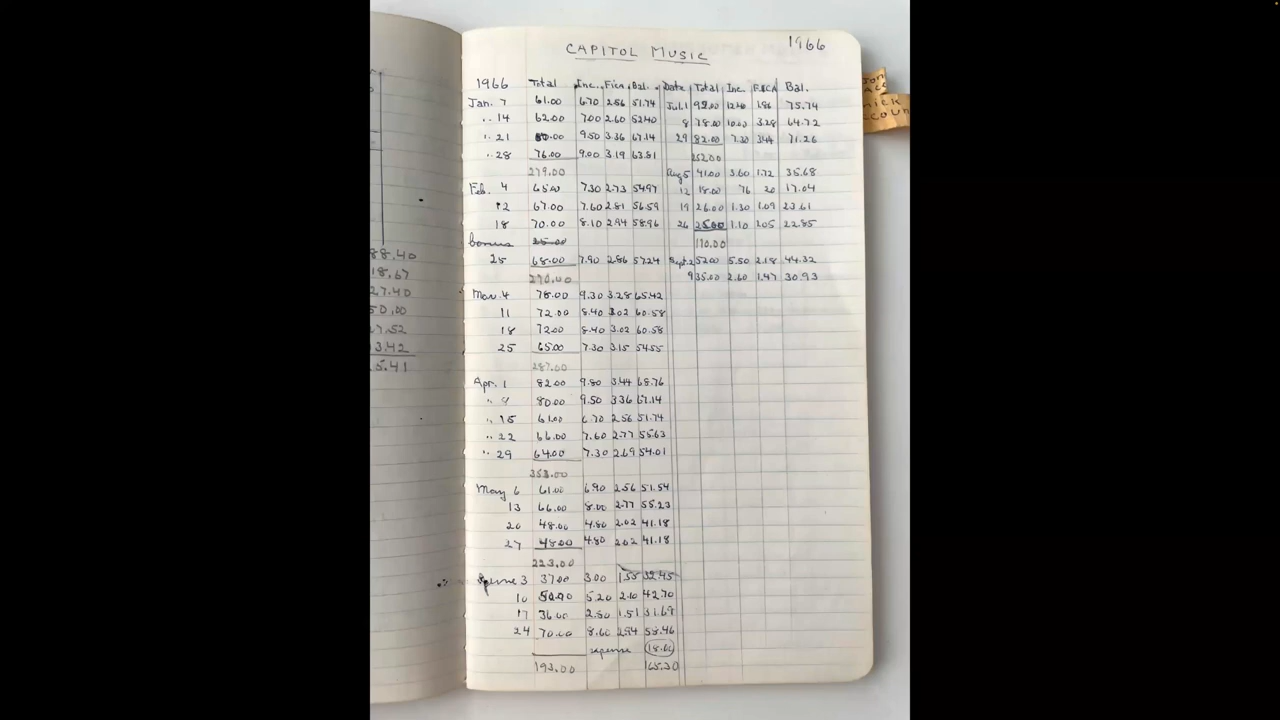 CAPITOL MUSIC
1966
1966 Total Inc. Fica Bal.
Jan. 7 61.00 6.70 2.56 51.74
" 14 62.00 7.00 2.60 52.40
" 21 80.00 9.50 3.36 67.14
" 28 76.00 9.00 3.19 63.81
279.00
Feb. 4 65.00 7.30 2.73 54.97
67.00 7.60 2.81 56.59
18 70.00 8.10 2.94 58.96
bonus 25.00
25 68.00 7.90 2.86 57.24
270.00
Mar. 4 78.00 9.30 3.28 65.42
11 72.00 8.40 3.02 60.58
18 72.00 8.40 3.02 60.58
25 65.00 7.30 3.15 54.55
287.00
Apr. 1 82.00 9.80 3.44 68.76
" 8 80.00 9.50 3.36 67.14
" 15 61.00 6.70 2.56 51.74
" 22 66.00 7.60 2.77 55.63
" 29 64.00 7.30 2.69 54.01
353.00
May 6 61.00 6.90 2.56 51.54
13 66.00 8.00 2.77 55.23
20 48.00 4.80 2.02 41.18
27 48.00 4.80 2.02 41.18
223.00
June 3 37.00 3.00 1.55 32.45
10 50.00 5.20 2.10 42.70
17 36.00 2.80 1.51 31.69
24 70.00 8.60 2.94 58.46
expense
193.00 165.30
Date Total Inc. FICA Bal.
Jul. 1 92.00 75.74
8 78.00 10.00 3.28 64.72
29 82.00 7.30 3.44 71.26
252.00
Aug 5 41.00 3.60 1.72 35.68
12 18.00 76 20 17.04
19 26.00 1.30 1.09 23.61
26 25.00 1.10 1.05 22.85
110.00
Sept. 2 52.00 5.50 2.18 44.32
9 35.00 2.60 1.47 30.93
88.40
18.67
27.40
50.00
7.52
3.42
5.41